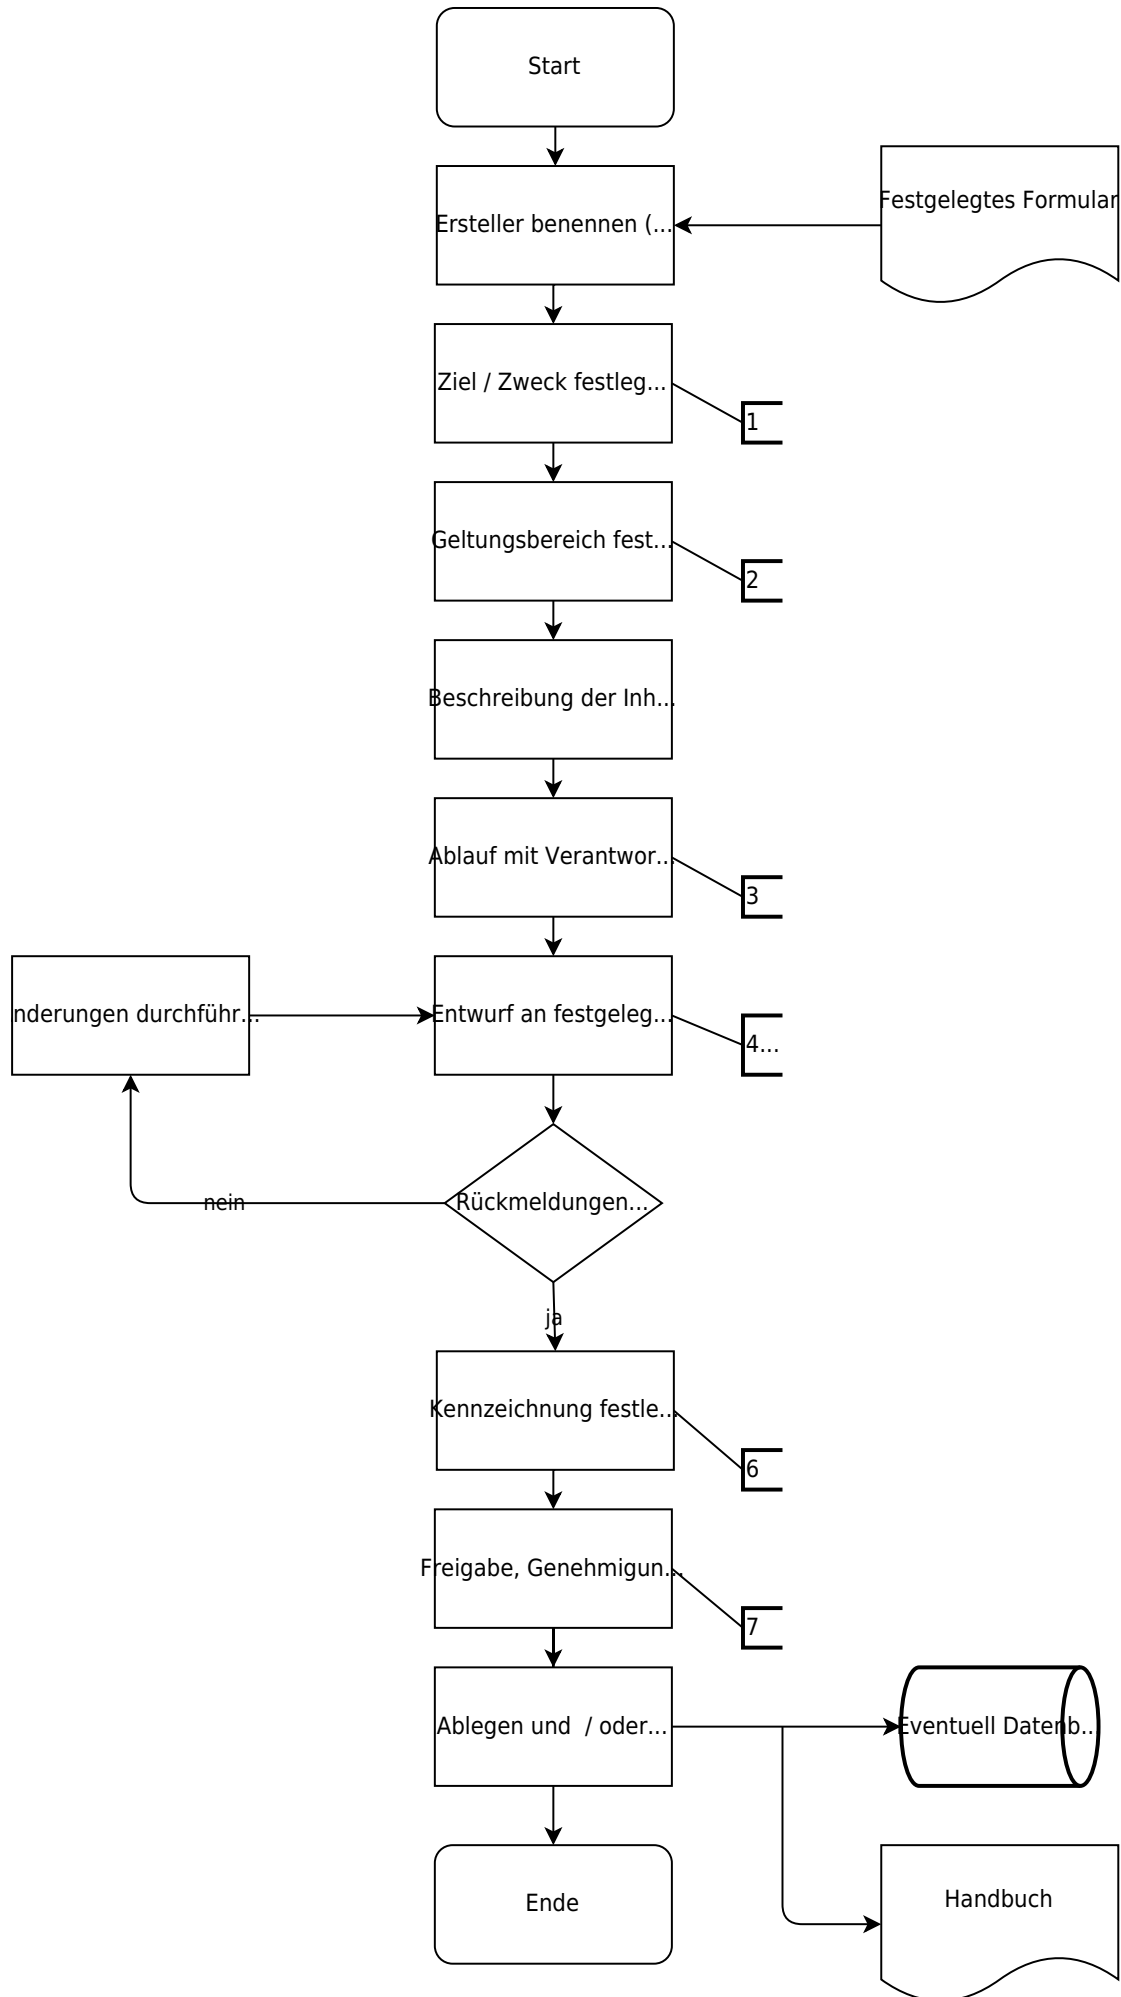 Start
Festgelegtes Formular
Ersteller benennen (...
Ziel / Zweck festleg...
1
Geltungsbereich fest...
2
Beschreibung der Inh...
Ablauf mit Verantwor...
3
nderungen durchführ...
Entwurf an festgeleg...
4...
Rückmeldungen...
nein
ja
Kennzeichnung festle...
6
Freigabe, Genehmigun...
7
Ablegen und / oder...
Eventuell Datenb...
Ende
Handbuch